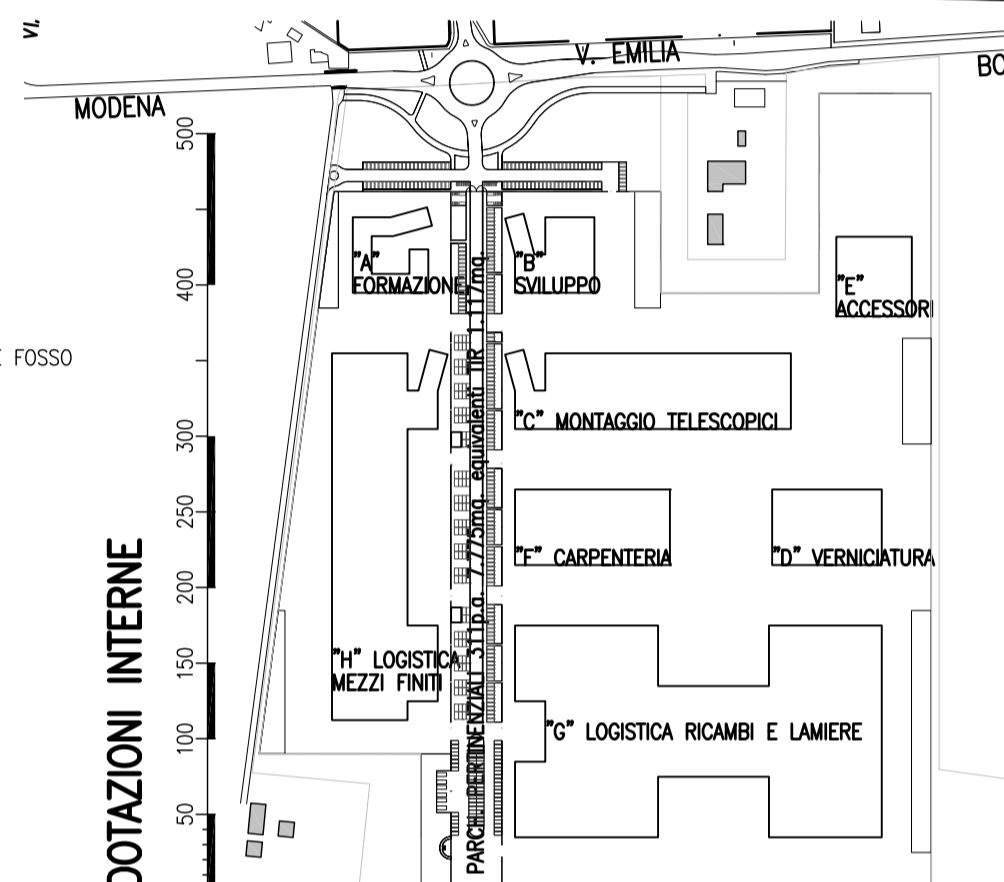 VI.
V. EMILIA
BO
MODENA
500
"A"
FORMAZIONE
"B"
SVILUPPO
"E"
ACCESSORI
400
FOSSO
"C" MONTAGGIO TELESCOPICI
300
250
"F" CARPENTERIA
"D" VERNICIATURA
200
"H" LOGISTICA
MEZZI FINITI
150
"G" LOGISTICA RICAMBI E LAMIERE
100
50
DOTAZIONI INTERNE
PARCH. PERTINENZIALI 311p.a. 7.775mq. equivalenti TIR 1.117mq.